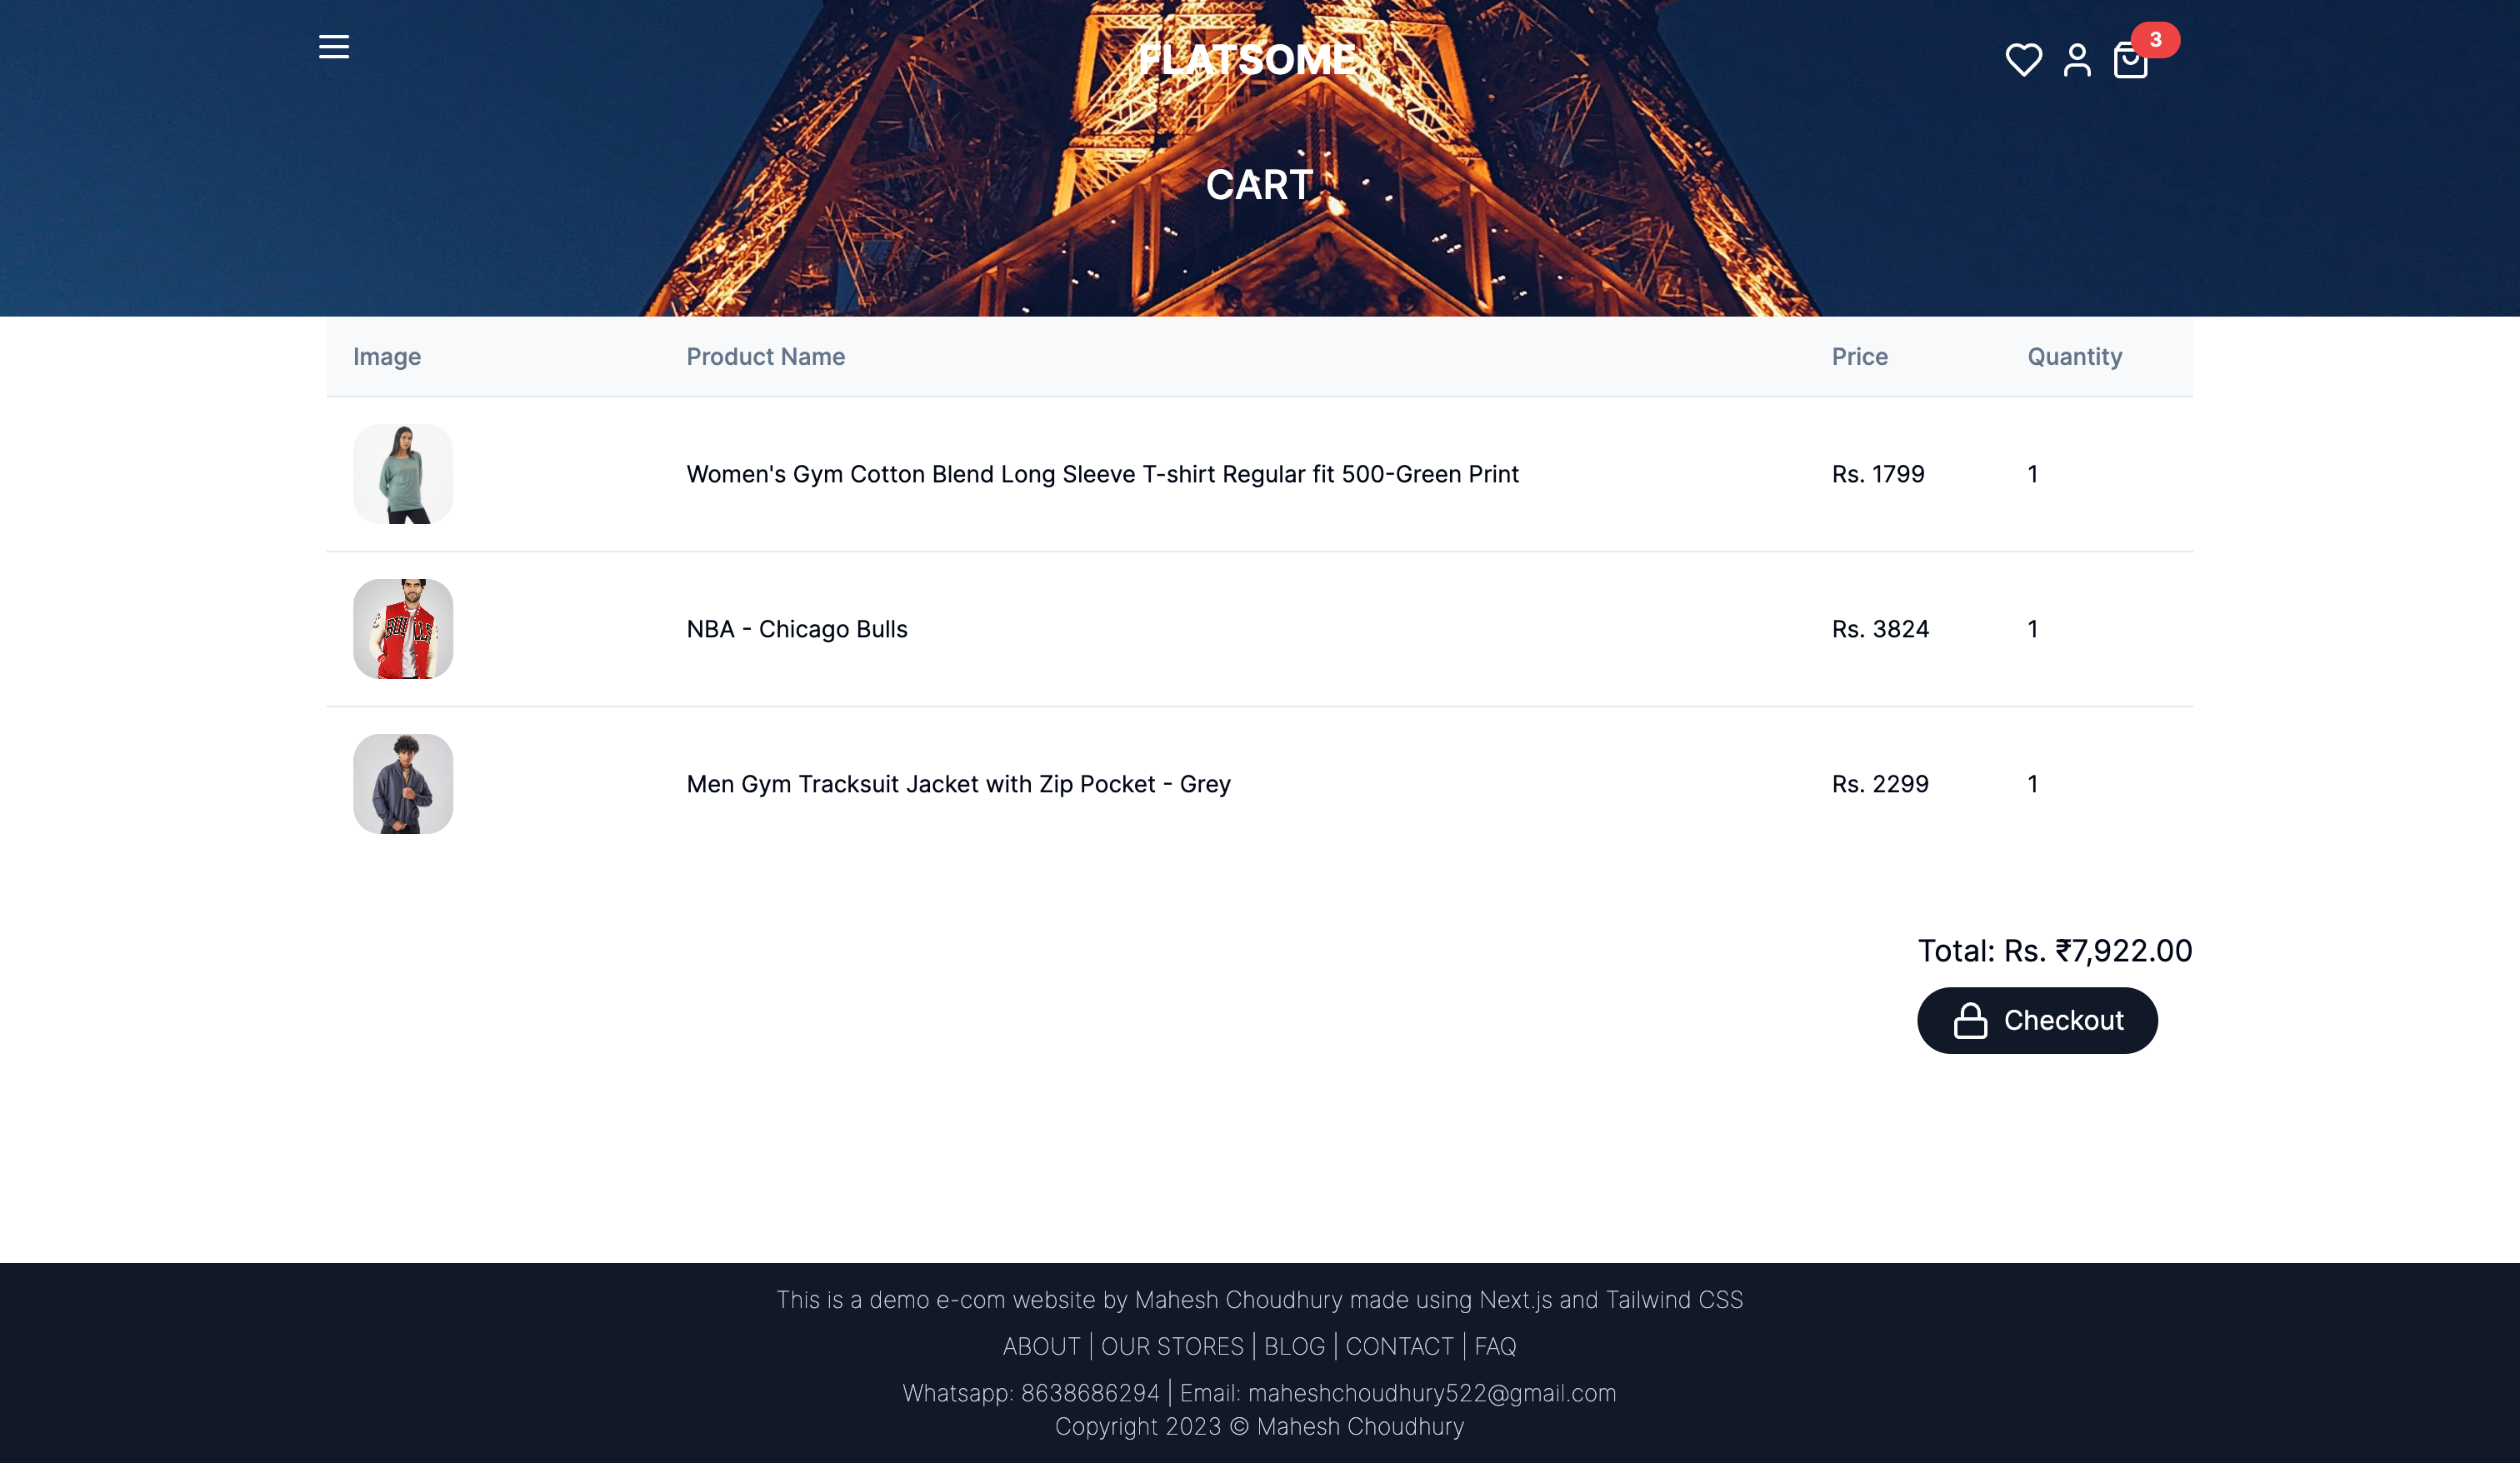 FLATSOME
3
CART
Image Product Name Price Quantity
Women's Gym Cotton Blend Long Sleeve T-shirt Regular fit 500-Green Print Rs. 1799 1
NBA - Chicago Bulls Rs. 3824 1
BULLS
Men Gym Tracksuit Jacket with Zip Pocket - Grey Rs. 2299 1
Total: Rs. ₹7,922.00
Checkout
This is a demo e-com website by Mahesh Choudhury made using Next.js and Tailwind CSS
ABOUT | OUR STORES | BLOG | CONTACT | FAQ
Whatsapp: 8638686294 | Email: maheshchoudhury522@gmail.com
Copyright 2023 © Mahesh Choudhury